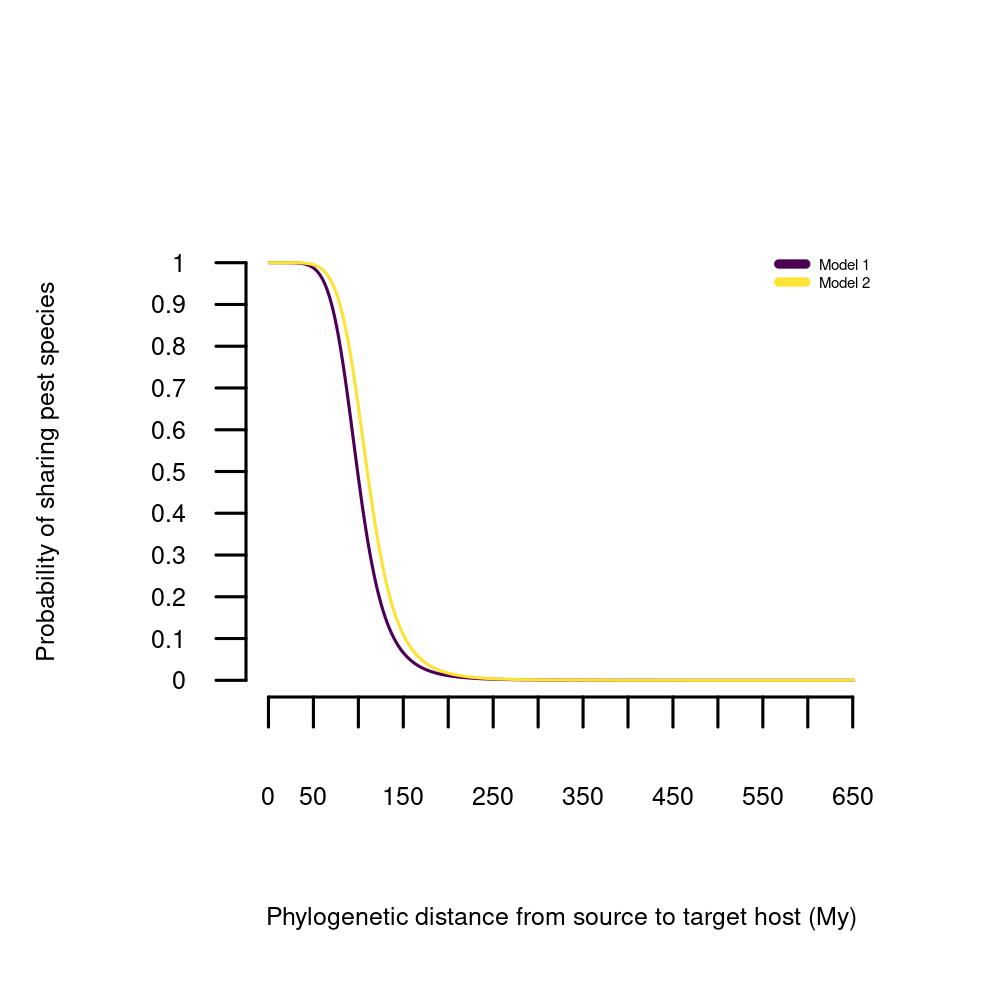 Model 1
Model 2
Probability of sharing pest species
1
0.9
0.8
0.7
0.6
0.5
0.4
0.3
0.2
0.1
0
0 50 150 250 350 450 550 650
Phylogenetic distance from source to target host (My)